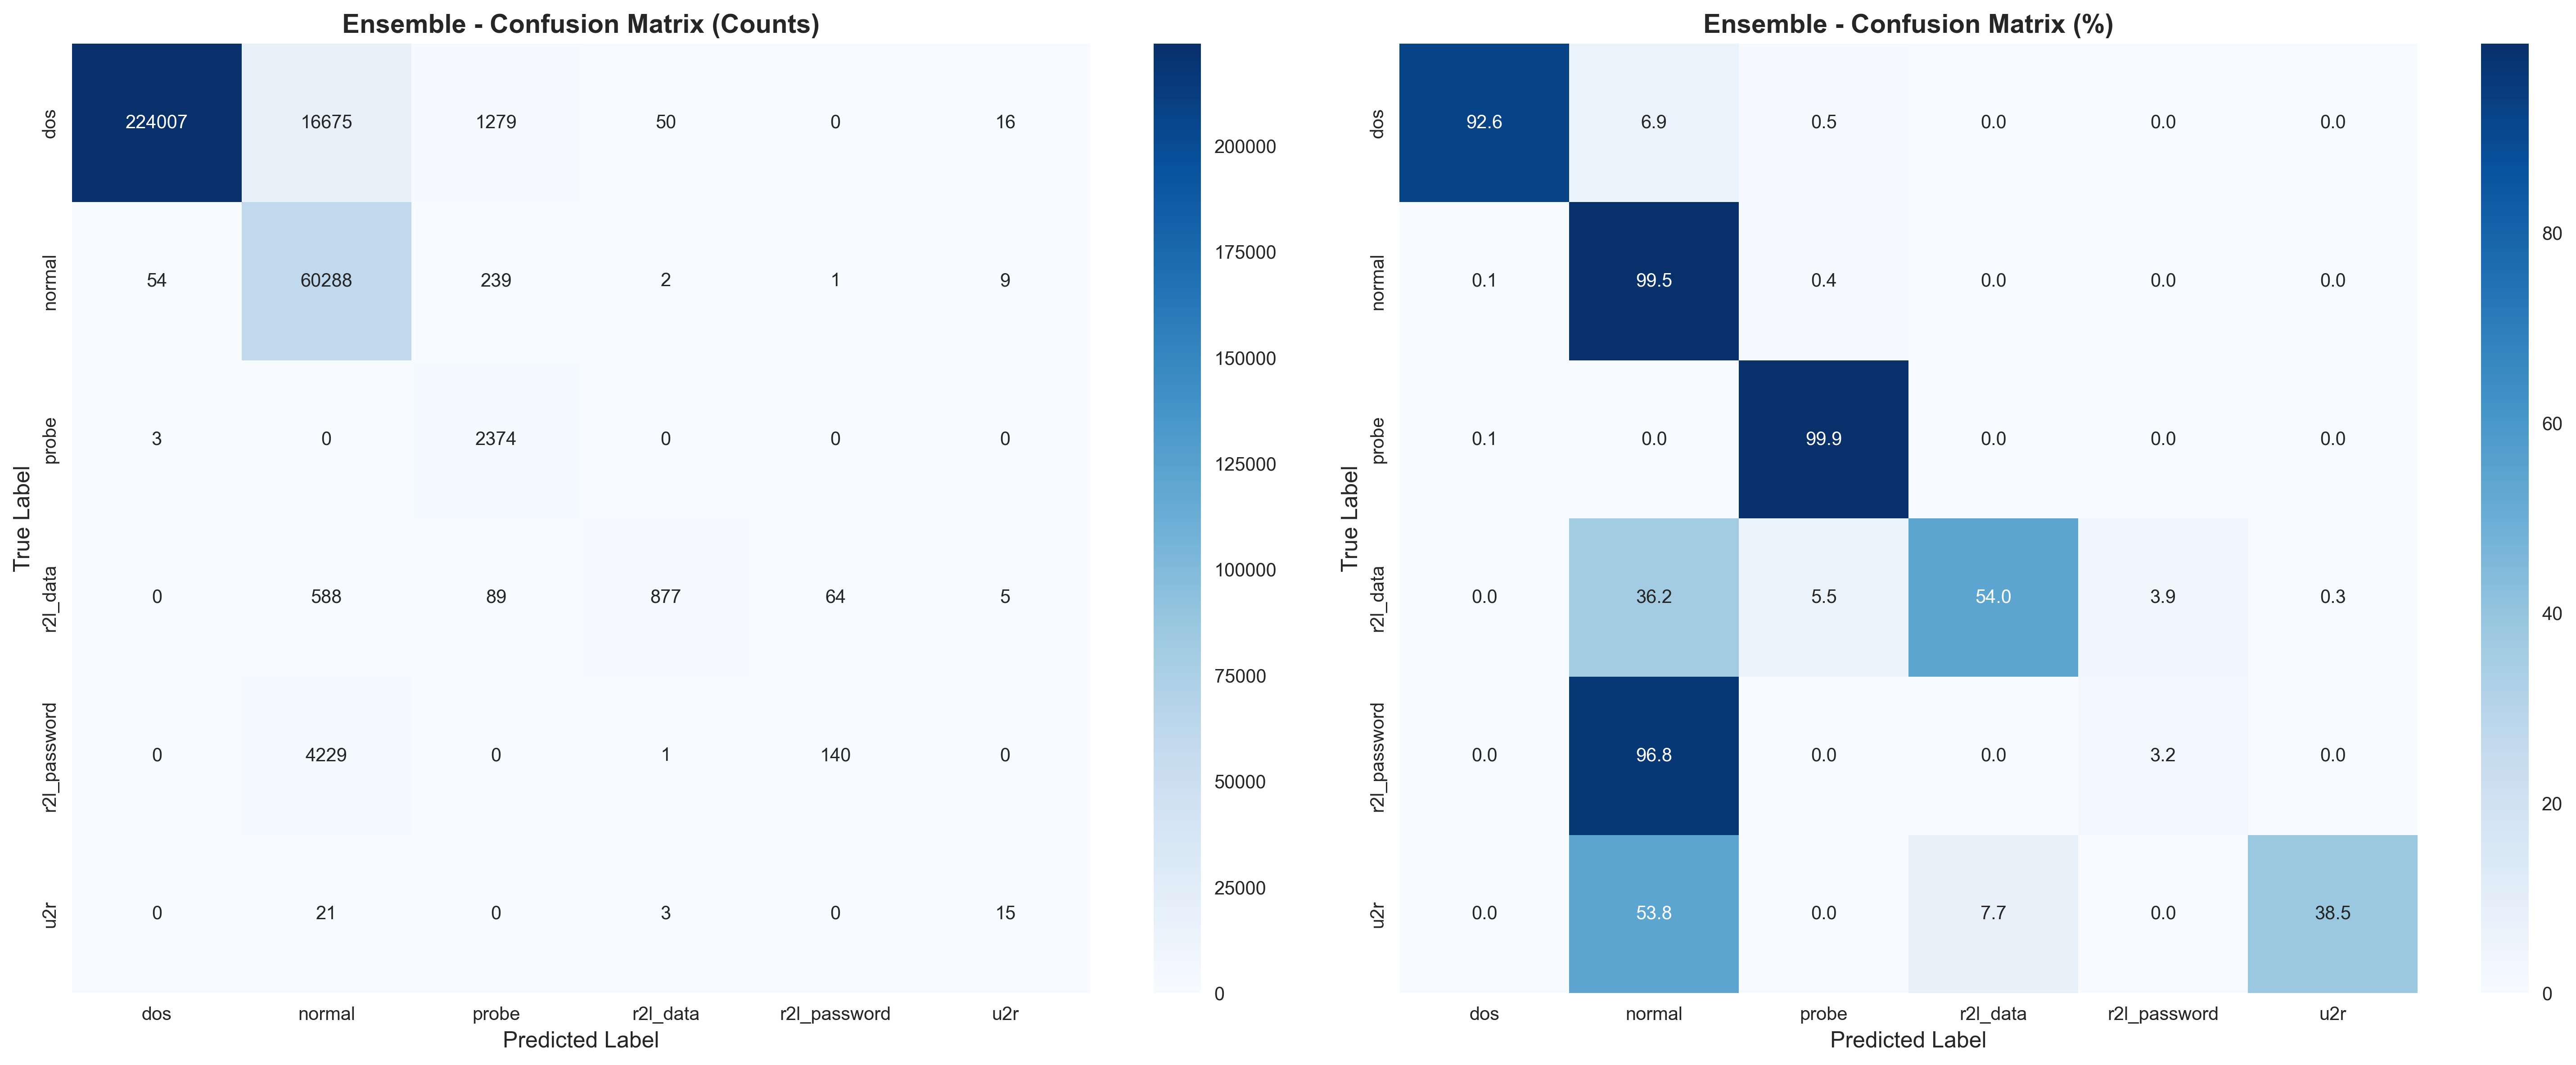 Ensemble - Confusion Matrix (Counts)
True Label
dos 224007 16675 1279 50 0 16
normal 54 60288 239 2 1 9
probe 3 0 2374 0 0 0
r2l_data 0 588 89 877 64 5
r2l_password 0 4229 0 1 140 0
u2r 0 21 0 3 0 15
dos normal probe r2l_data r2l_password u2r
Predicted Label
200000
175000
150000
125000
100000
75000
50000
25000
0
Ensemble - Confusion Matrix (%)
True Label
dos 92.6 6.9 0.5 0.0 0.0 0.0
normal 0.1 99.5 0.4 0.0 0.0 0.0
probe 0.1 0.0 99.9 0.0 0.0 0.0
r2l_data 0.0 36.2 5.5 54.0 3.9 0.3
r2l_password 0.0 96.8 0.0 0.0 3.2 0.0
u2r 0.0 53.8 0.0 7.7 0.0 38.5
dos normal probe r2l_data r2l_password u2r
Predicted Label
80
60
40
20
0